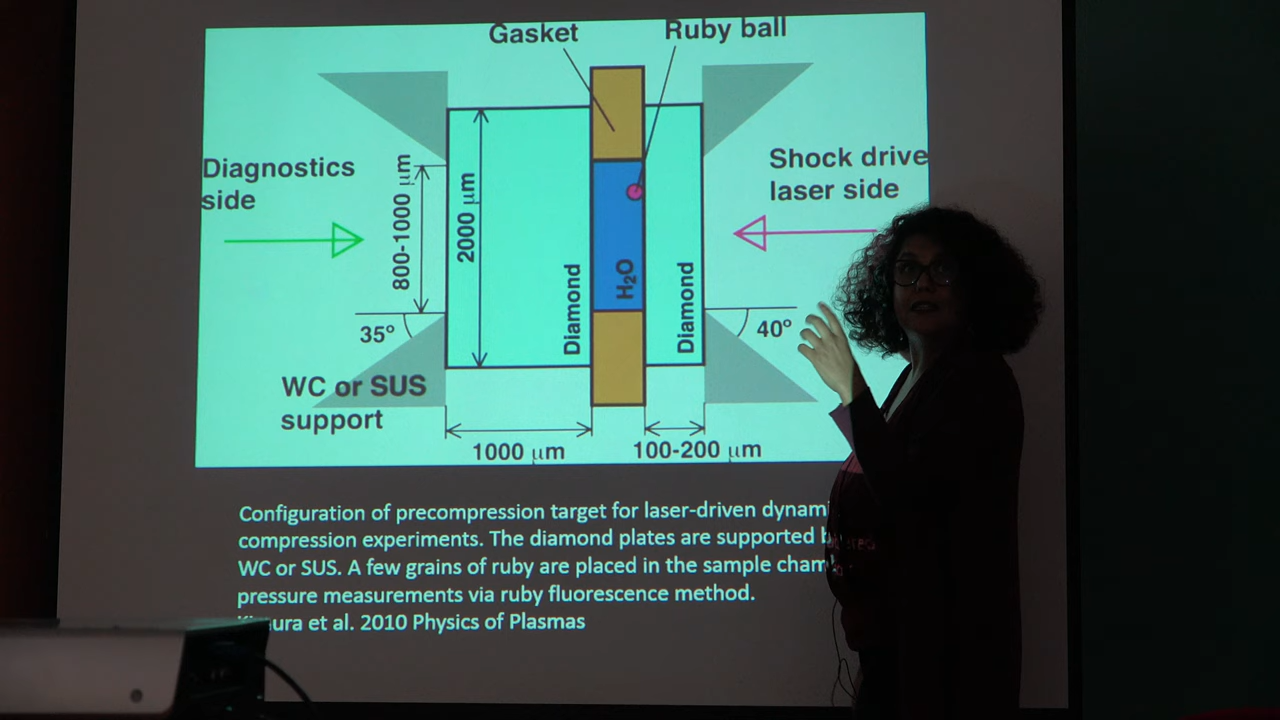 Gasket
Ruby ball
Diagnostics
side
Shock drive
laser side
800-1000 µm
2000 µm
Diamond
H₂O
Diamond
35º
40º
WC or SUS
support
1000 µm
100-200 µm
Configuration of precompression target for laser-driven dynami
compression experiments. The diamond plates are supported b
WC or SUS. A few grains of ruby are placed in the sample cham
pressure measurements via ruby fluorescence method.
et al. 2010 Physics of Plasmas